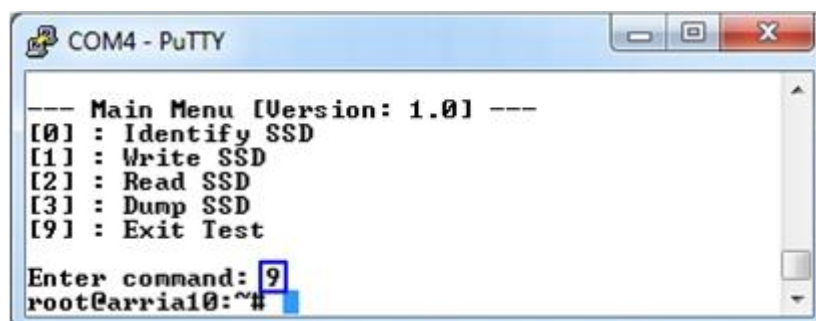 COM4 - PuTTY
--- Main Menu [Version: 1.0] ---
[0] : Identify SSD
[1] : Write SSD
[2] : Read SSD
[3] : Dump SSD
[9] : Exit Test
Enter command: 9
root@arria10:~#